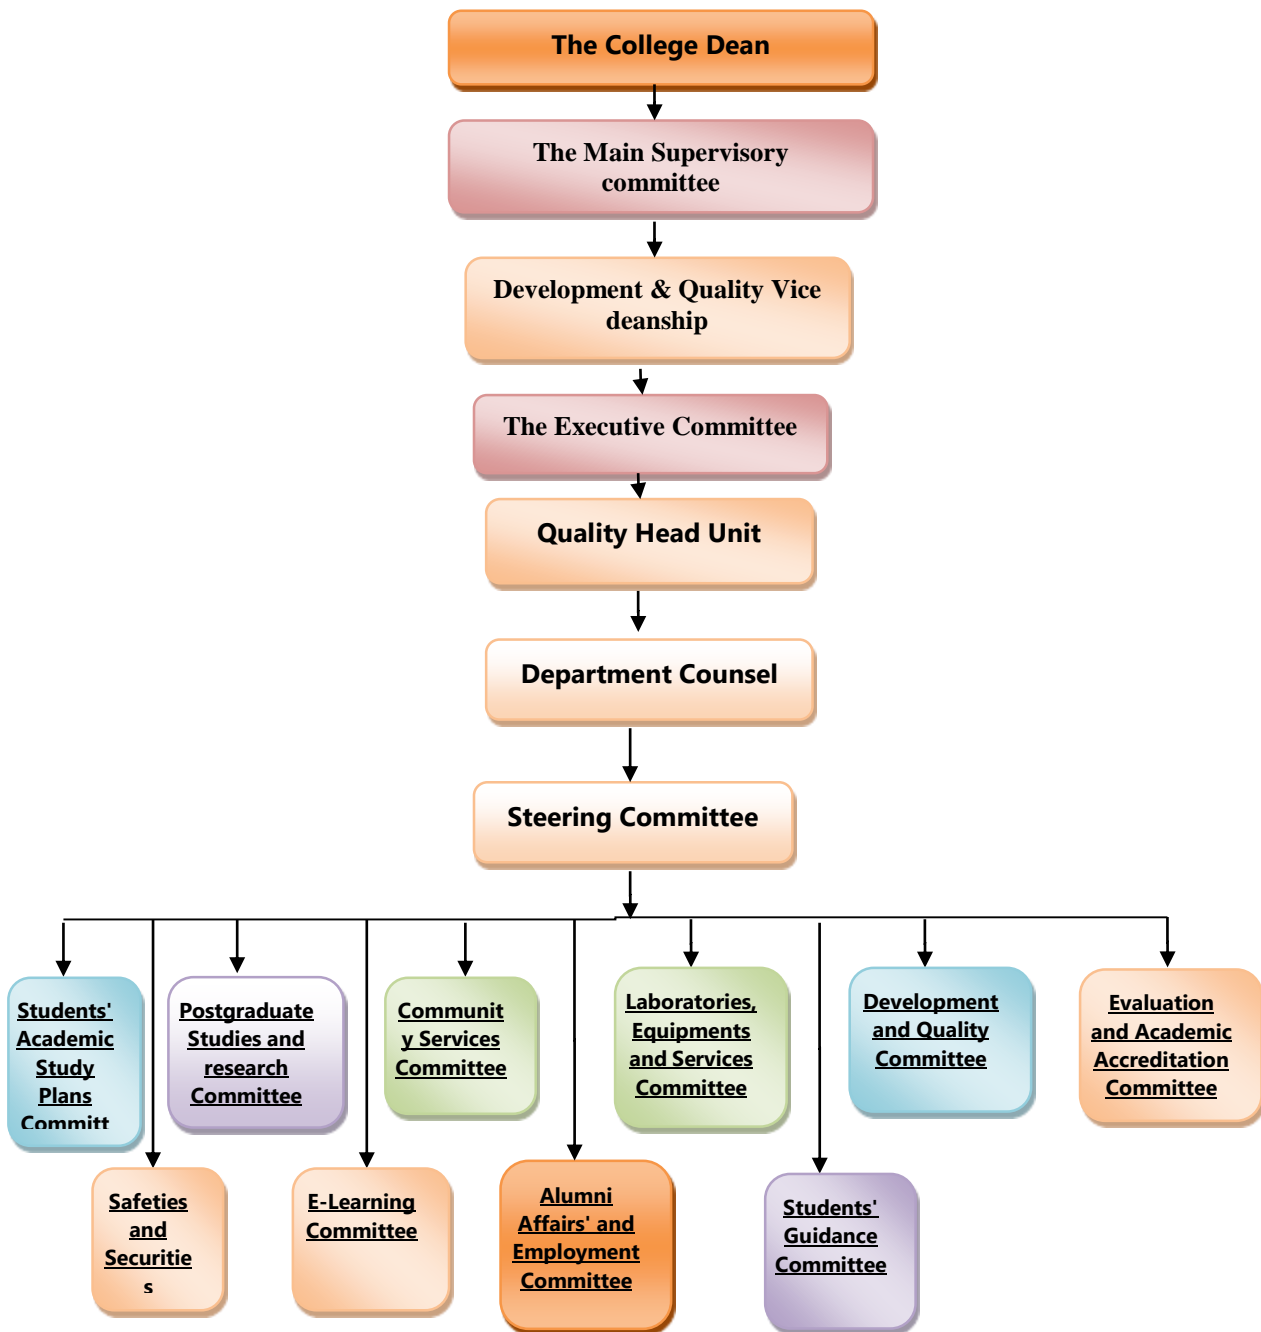 The College Dean
The Main Supervisory
committee
Development & Quality Vice
deanship
The Executive Committee
Quality Head Unit
Department Counsel
Steering Committee
Students'
Academic
Study
Plans
Committ
Postgraduate
Studies and
research
Committee
Communit
y Services
Committee
Laboratories,
Equipments
and Services
Committee
Development
and Quality
Committee
Evaluation
and Academic
Accreditation
Committee
Safeties
and
Securitie
s
E-Learning
Committee
Alumni
Affairs' and
Employment
Committee
Students'
Guidance
Committee